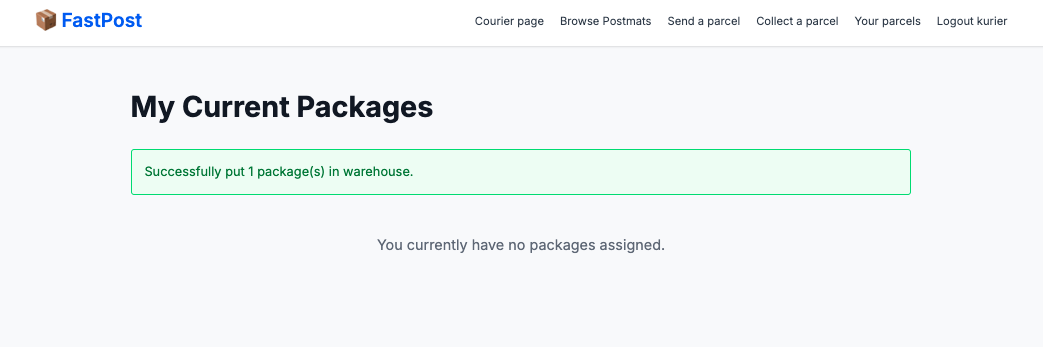 FastPost
Courier page Browse Postmats Send a parcel Collect a parcel Your parcels Logout kurier
My Current Packages
Successfully put 1 package(s) in warehouse.
You currently have no packages assigned.